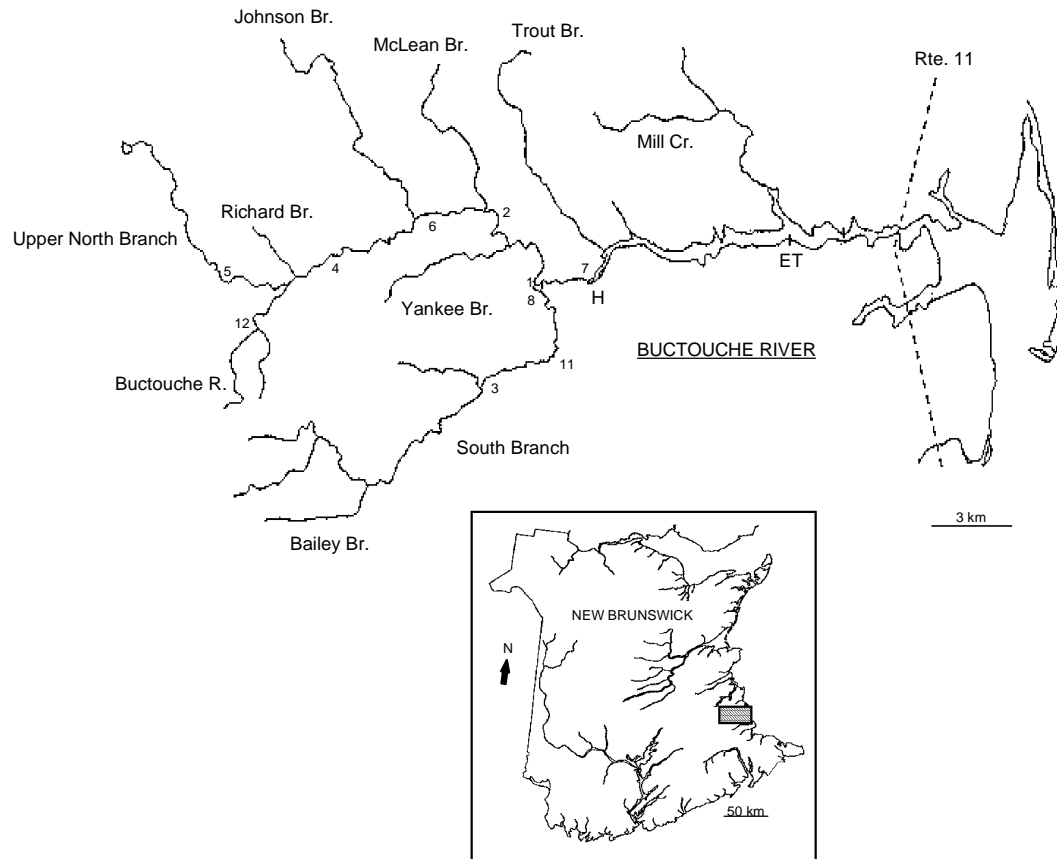 Johnson Br.
McLean Br.
Trout Br.
Rte. 11
Mill Cr.
Richard Br.
2
6
Upper North Branch
4
5
7
ET
1
H
8
Yankee Br.
12
BUCTOUCHE RIVER
11
Buctouche R.
3
South Branch
3 km
Bailey Br.
NEW BRUNSWICK
N
50 km